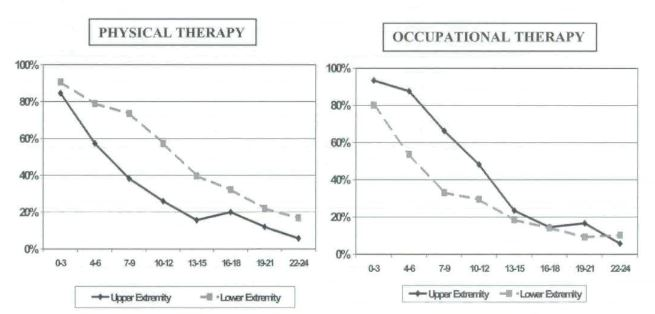 PHYSICAL THERAPY
100%
80%
60%
40%
20%
0%
0-3 4-6 7-9 10-12 13-15 16-18 19-21 22-24
Upper Extremity Lower Extremity
OCCUPATIONAL THERAPY
100%
80%
60%
40%
20%
0%
0-3 4-6 7-9 10-12 13-15 16-18 19-21 22-24
Upper Extremity Lower Extremity